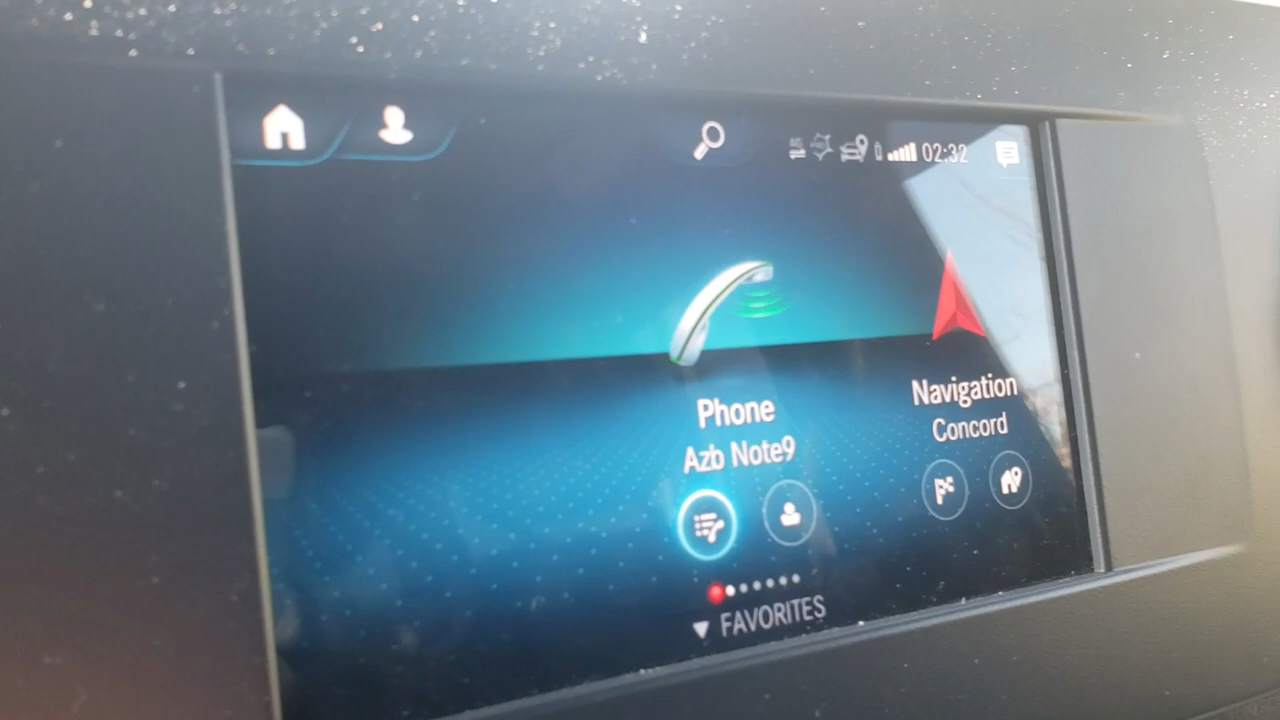 02:32
Phone
Azb Note9
Navigation
Concord
FAVORITES